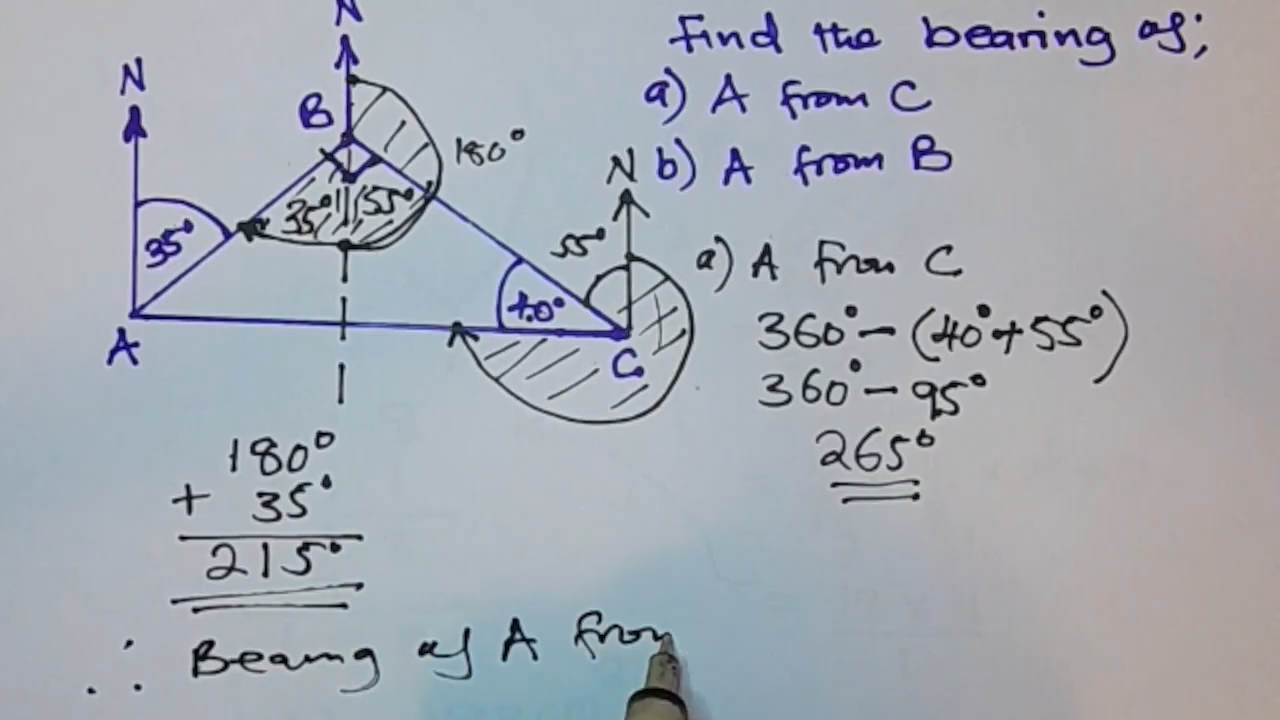 Find the bearing of;
a) A from C
b) A from B
N
N
B
180°
N
35°
35°
55°
55°
40°
A
C
a) A from C
360° - (40° + 55°)
360° - 95°
265°
180°
+ 35°
215°
∴ Bearing of A from